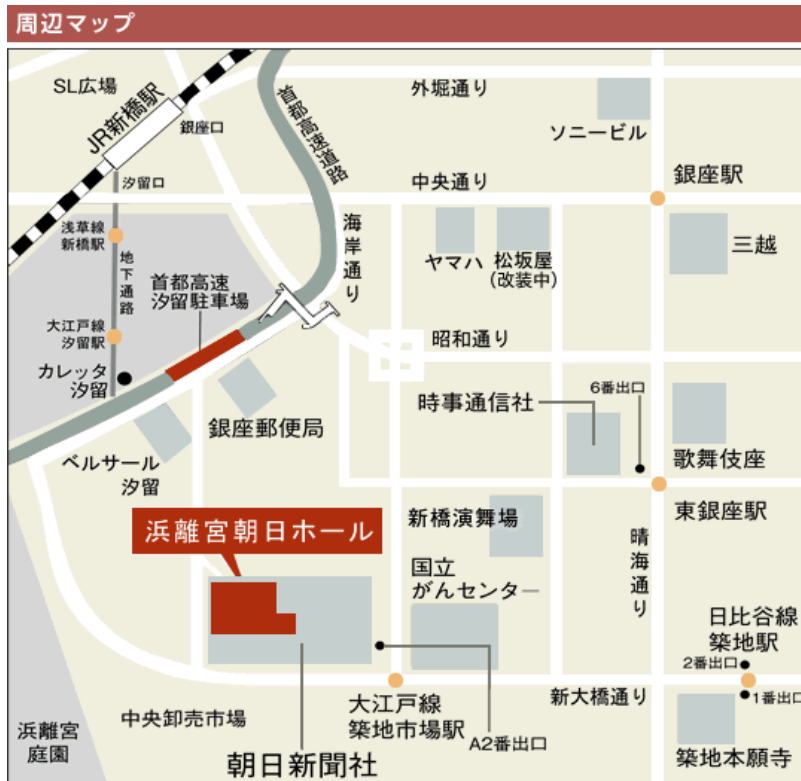 周辺マップ
SL広場
JR新橋駅
銀座口
首都高速道路
外堀通り
ソニービル
汐留口
中央通り
銀座駅
浅草線
新橋駅
地下通路
海岸通り
ヤマハ
松坂屋
(改装中)
三越
首都高速
汐留駐車場
大江戸線
汐留駅
昭和通り
カレッタ
汐留
6番出口
時事通信社
銀座郵便局
歌舞伎座
ベルサール
汐留
東銀座駅
新橋演舞場
浜離宮朝日ホール
晴海通り
国立
がんセンター
日比谷線
築地駅
2番出口
1番出口
新大橋通り
大江戸線
築地市場駅
中央卸売市場
浜離宮
庭園
A2番出口
朝日新聞社
築地本願寺